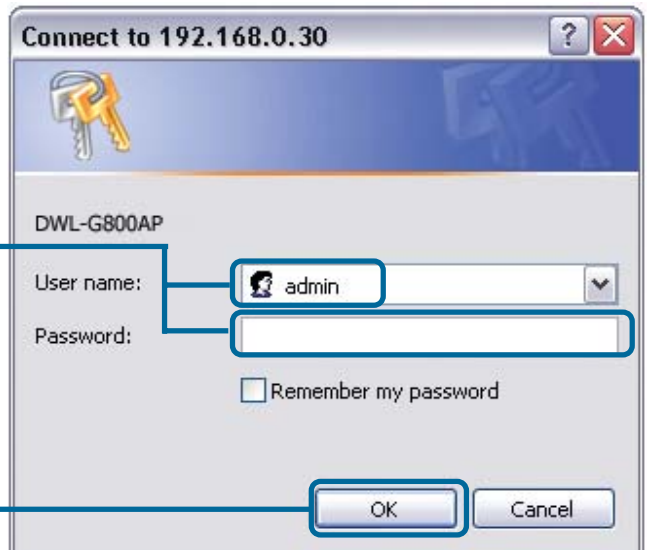 Connect to 192.168.0.30
DWL-G800AP
User name:
admin
Password:
Remember my password
OK
Cancel